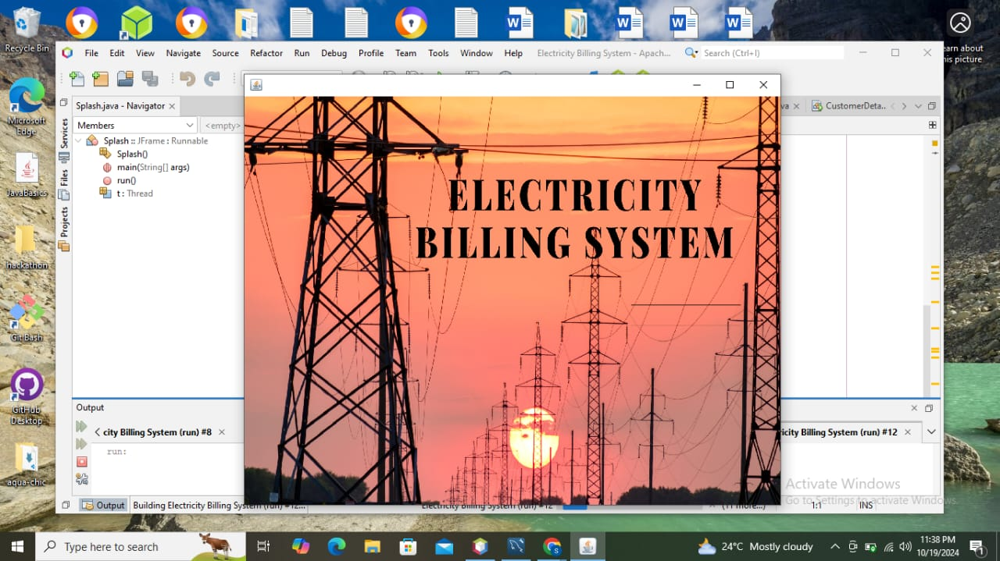 Recycle Bin
Microsoft Edge
JavaBasics
hackathon
Git Bash
GitHub Desktop
aqua-chic
his picture
File Edit View Navigate Source Refactor Run Debug Profile Team Tools Window Help Electricity Billing System - Apach... Search (Ctrl+I)
Splash.java - Navigator
CustomerDeta..
Members <empty>
Splash :: JFrame : Runnable
Splash()
main(String[] args)
run()
t : Thread
Services
Files
Projects
ELECTRICITY
BILLING SYSTEM
Output
city Billing System (run) #8
ricity Billing System (run) #12
run:
Activate Windows
Go to Settings to activate Windows.
Output Building Electricity Billing System (run) #12...
Electricity Billing System (run) #12
(11 more...)
1:1 INS
Type here to search
24°C Mostly cloudy
11:38 PM
10/19/2024